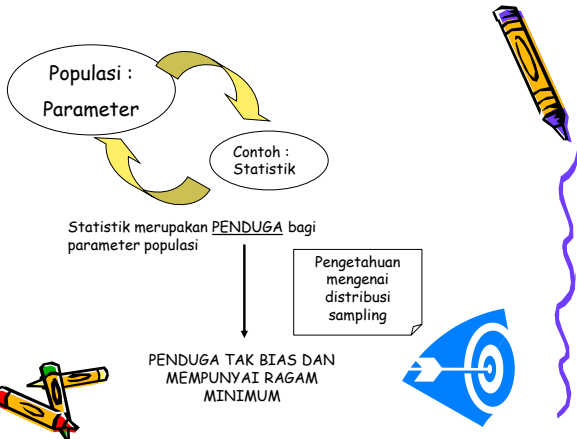 Populasi :
Parameter
Contoh :
Statistik
Statistik merupakan PENDUGA bagi
parameter populasi
Pengetahuan
mengenai
distribusi
sampling
PENDUGA TAK BIAS DAN
MEMPUNYAI RAGAM
MINIMUM